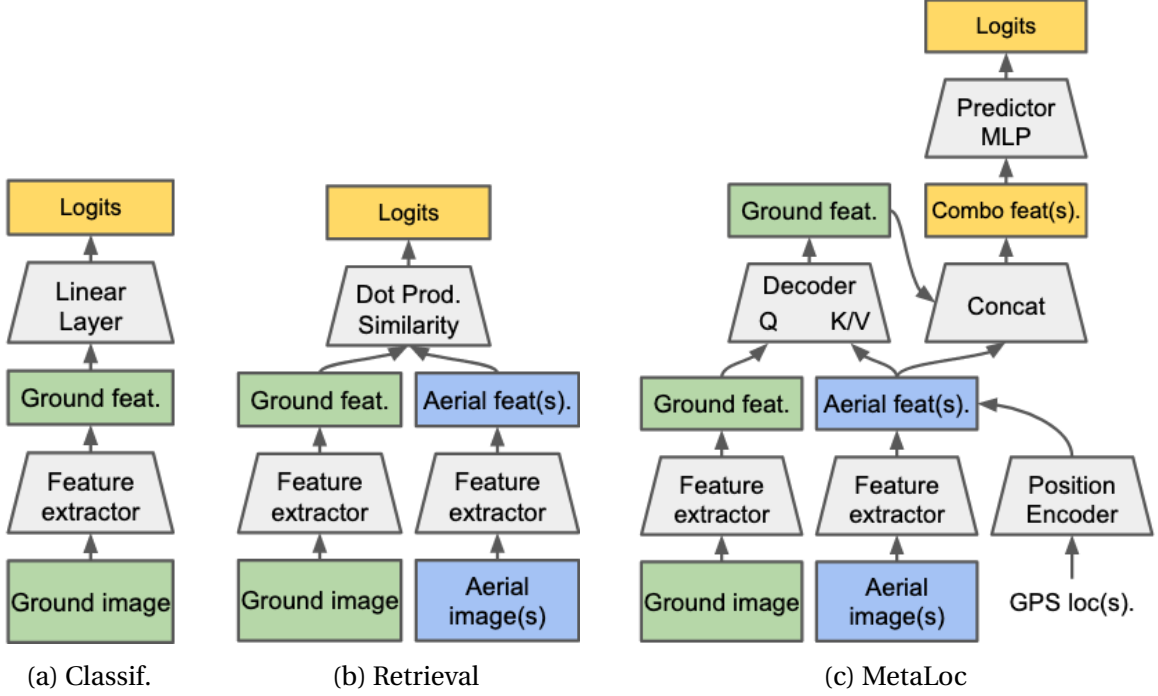 Logits
Linear
Layer
Ground feat.
Feature
extractor
Ground image
(a) Classif.
Logits
Dot Prod.
Similarity
Ground feat.
Aerial feat(s).
Feature
extractor
Feature
extractor
Ground image
Aerial
image(s)
(b) Retrieval
Logits
Predictor
MLP
Ground feat.
Combo feat(s).
Decoder
Q K/V
Concat
Ground feat.
Aerial feat(s).
Feature
extractor
Feature
extractor
Position
Encoder
Ground image
Aerial
image(s)
GPS loc(s).
(c) MetaLoc